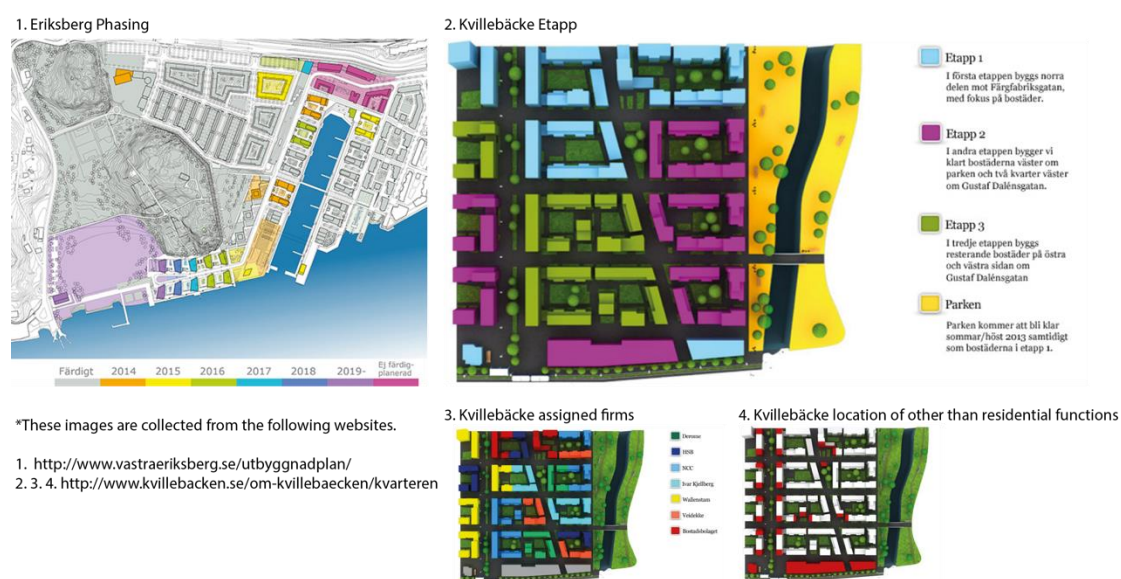 1. Eriksberg Phasing
Färdigt 2014 2015 2016 2017 2018 2019- Ej färdig-
planerad
2. Kvillebäcke Etapp
Etapp 1
I första etappen byggs norra
delen mot Färgfabriksgatan,
med fokus på bostäder.
Etapp 2
I andra etappen bygger vi
klart bostäderna väster om
parken och två kvarter väster
om Gustaf Dalénsgatan.
Etapp 3
I tredje etappen byggs
resterande bostäder på östra
och västra sidan om
Gustaf Dalénsgatan
Parken
Parken kommer att bli klar
sommar/höst 2013 samtidigt
som bostäderna i etapp 1.
*These images are collected from the following websites.
1. http://www.vastraeriksberg.se/utbyggnadplan/
2. 3. 4. http://www.kvillebacken.se/om-kvillebaecken/kvarteren
3. Kvillebäcke assigned firms
Derome
HSB
NCC
Ivar Kjellberg
Wallenstam
Veidekke
Bostadsbolaget
4. Kvillebäcke location of other than residential functions